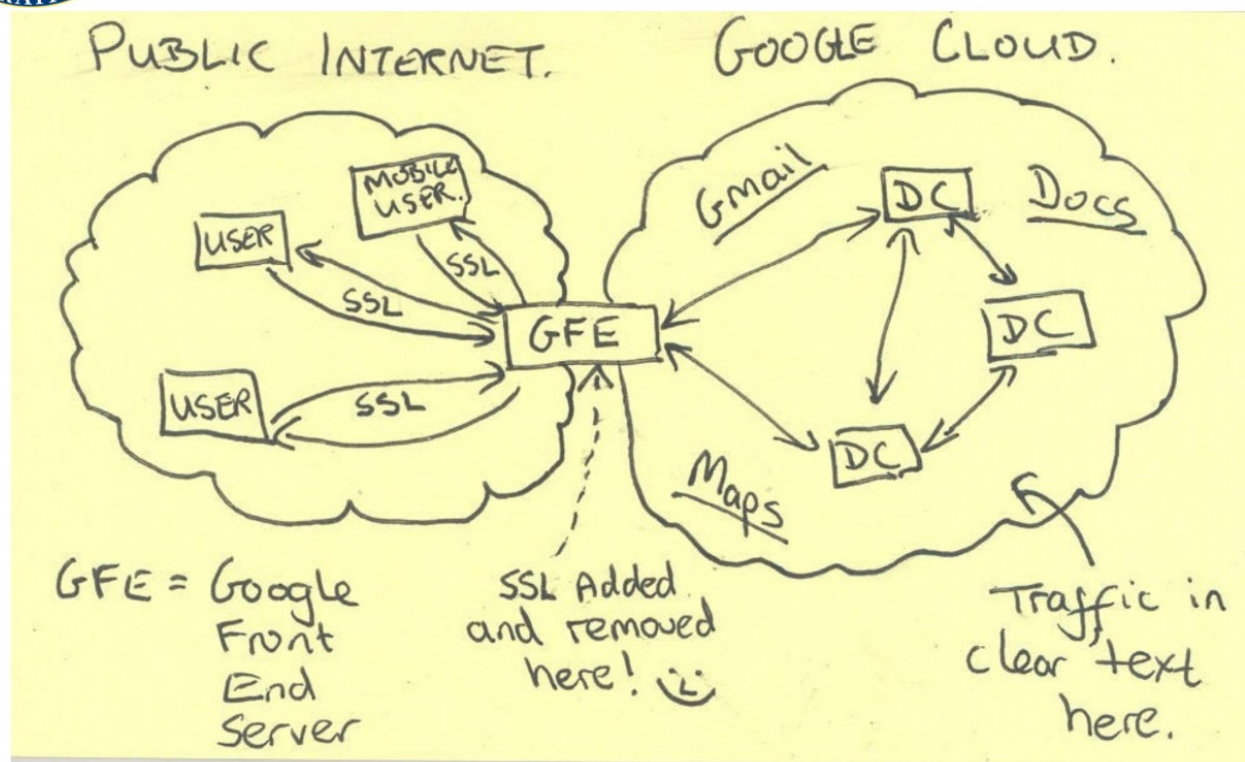 PUBLIC INTERNET.
GOOGLE CLOUD.
MOBILE
USER.
USER
SSL
SSL
USER
SSL
GFE
Gmail
DC
Docs
DC
DC
Maps
GFE = Google
Front
End
Server
SSL Added
and removed
here!
Traffic in
clear text
here.